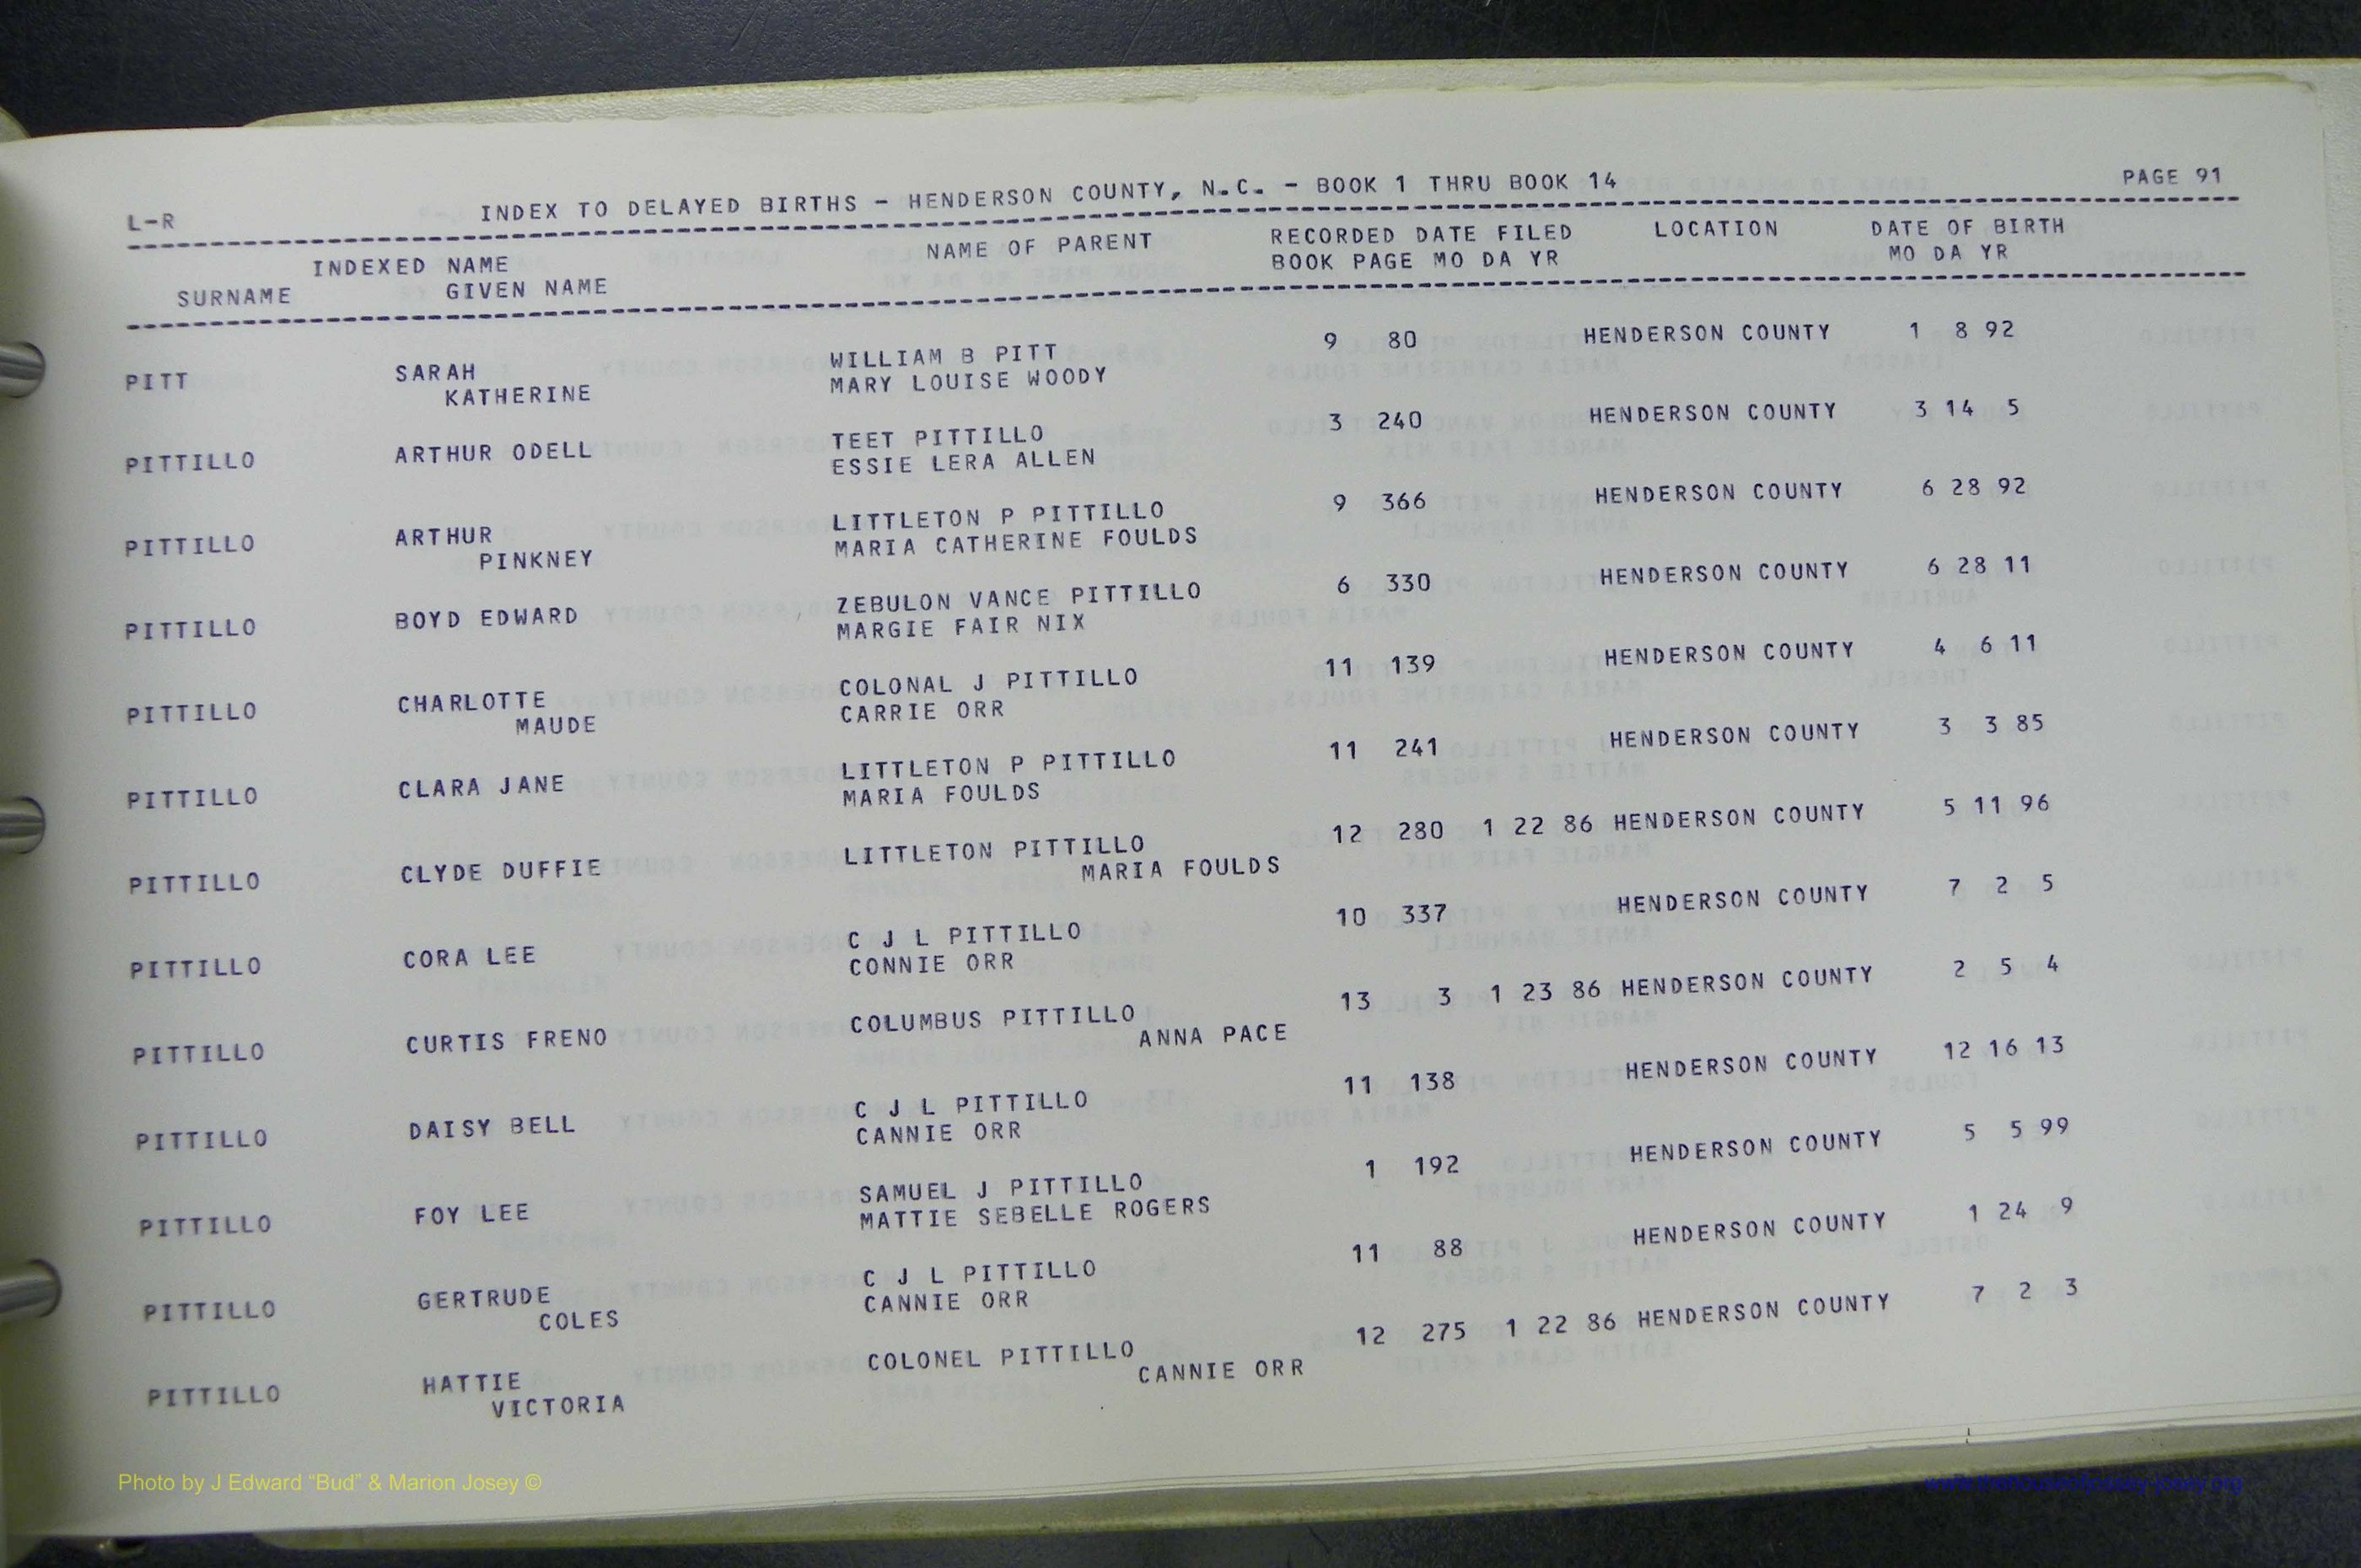 L-R INDEX TO DELAYED BIRTHS - HENDERSON COUNTY, N.C. - BOOK 1 THRU BOOK 14 PAGE 91
INDEXED NAME NAME OF PARENT RECORDED DATE FILED LOCATION DATE OF BIRTH
SURNAME GIVEN NAME BOOK PAGE MO DA YR MO DA YR
PITT SARAH WILLIAM B PITT 9 80 HENDERSON COUNTY 1 8 92
KATHERINE MARY LOUISE WOODY
PITTILLO ARTHUR ODELL TEET PITTILLO 3 240 HENDERSON COUNTY 3 14 5
ESSIE LERA ALLEN
PITTILLO ARTHUR LITTLETON P PITTILLO 9 366 HENDERSON COUNTY 6 28 92
PINKNEY MARIA CATHERINE FOULDS
PITTILLO BOYD EDWARD ZEBULON VANCE PITTILLO 6 330 HENDERSON COUNTY 6 28 11
MARGIE FAIR NIX
PITTILLO CHARLOTTE COLONAL J PITTILLO 11 139 HENDERSON COUNTY 4 6 11
MAUDE CARRIE ORR
PITTILLO CLARA JANE LITTLETON P PITTILLO 11 241 HENDERSON COUNTY 3 3 85
MARIA FOULDS
PITTILLO CLYDE DUFFIE LITTLETON PITTILLO 12 280 1 22 86 HENDERSON COUNTY 5 11 96
MARIA FOULDS
PITTILLO CORA LEE C J L PITTILLO 10 337 HENDERSON COUNTY 7 2 5
CONNIE ORR
PITTILLO CURTIS FRENO COLUMBUS PITTILLO 13 3 1 23 86 HENDERSON COUNTY 2 5 4
ANNA PACE
PITTILLO DAISY BELL C J L PITTILLO 11 138 HENDERSON COUNTY 12 16 13
CANNIE ORR
PITTILLO FOY LEE SAMUEL J PITTILLO 1 192 HENDERSON COUNTY 5 5 99
MATTIE SEBELLE ROGERS
PITTILLO GERTRUDE C J L PITTILLO 11 88 HENDERSON COUNTY 1 24 9
COLES CANNIE ORR
PITTILLO HATTIE COLONEL PITTILLO 12 275 1 22 86 HENDERSON COUNTY 7 2 3
VICTORIA CANNIE ORR
Photo by J Edward “Bud” & Marion Josey ©
www.thehouseofjossey-josey.org